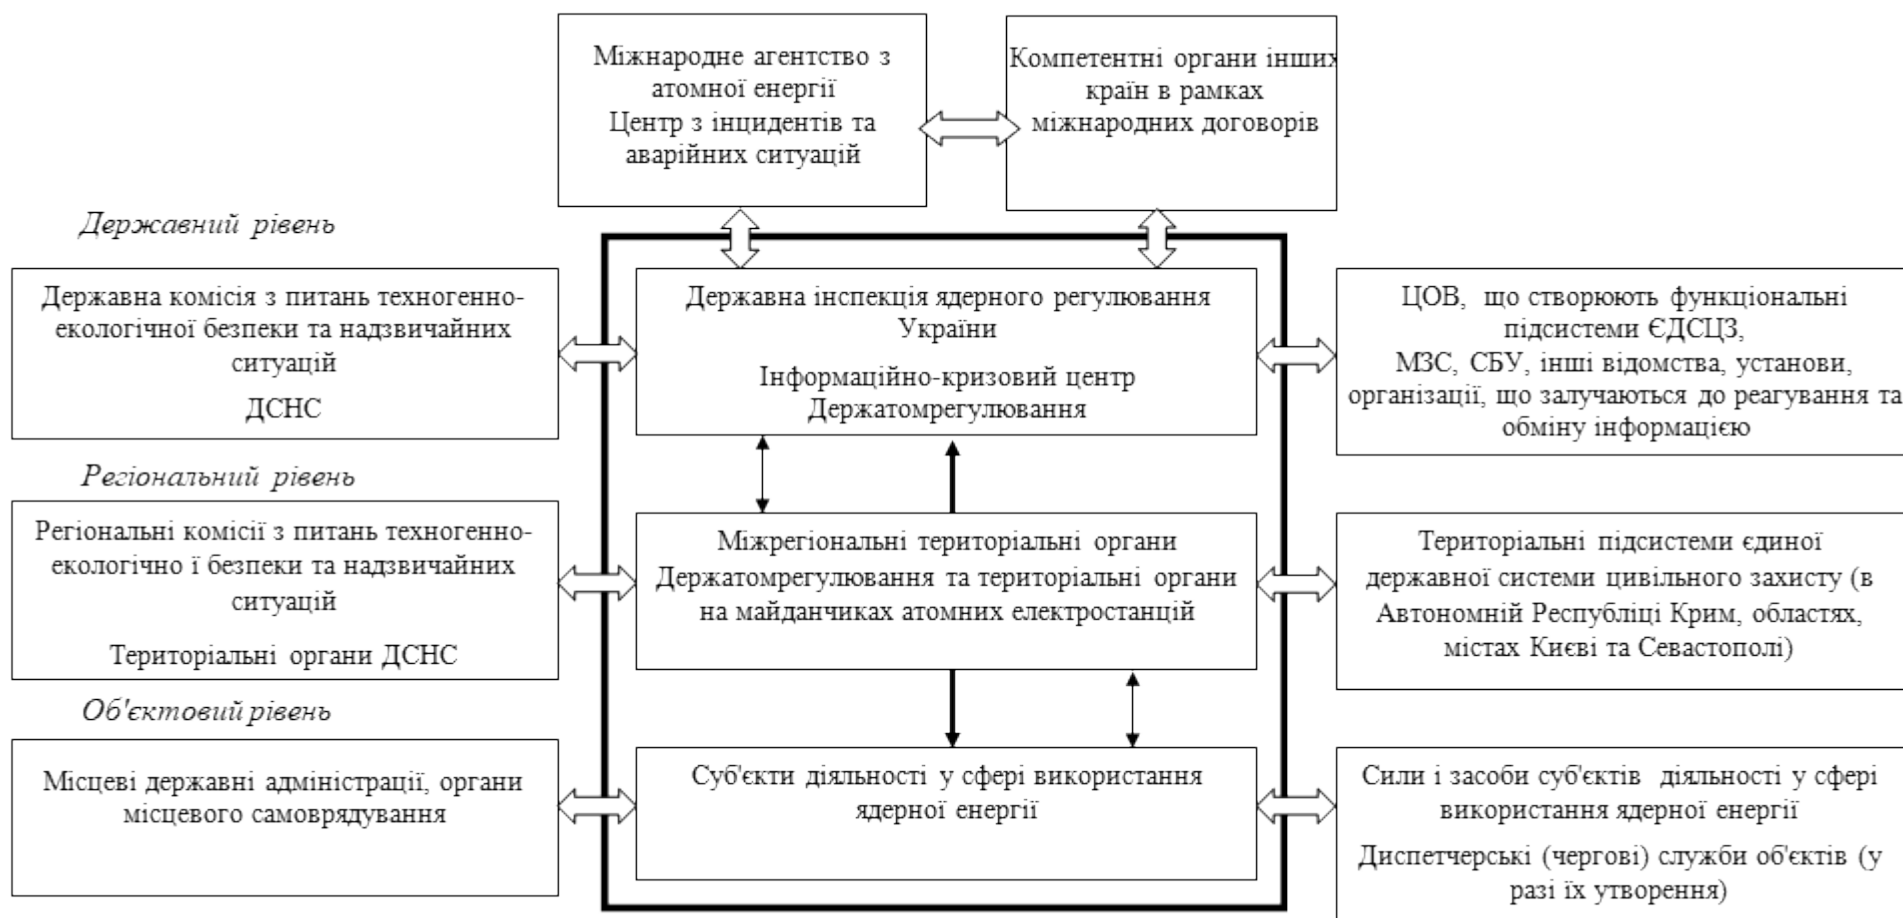 Міжнародне агентство з
атомної енергії
Центр з інцидентів та
аварійних ситуацій
Компетентні органи інших
країн в рамках
міжнародних договорів
Державний рівень
Державна комісія з питань техногенно-
екологічної безпеки та надзвичайних
ситуацій
ДСНС
Державна інспекція ядерного регулювання
України
Інформаційно-кризовий центр
Держатомрегулювання
ЦОВ, що створюють функціональні
підсистеми ЄДСЦЗ,
МЗС, СБУ, інші відомства, установи,
організації, що залучаються до реагування та
обміну інформацією
Регіональний рівень
Регіональні комісії з питань техногенно-
екологічно ї безпеки та надзвичайних
ситуацій
Територіальні органи ДСНС
Міжрегіональні територіальні органи
Держатомрегулювання та територіальні органи
на майданчиках атомних електростанцій
Територіальні підсистеми єдиної
державної системи цивільного захисту (в
Автономній Республіці Крим, областях,
містах Києві та Севастополі)
Об'єктовий рівень
Місцеві державні адміністрації, органи
місцевого самоврядування
Суб'єкти діяльності у сфері використання
ядерної енергії
Сили і засоби суб'єктів діяльності у сфері
використання ядерної енергії
Диспетчерські (чергові) служби об'єктів (у
разі їх утворення)